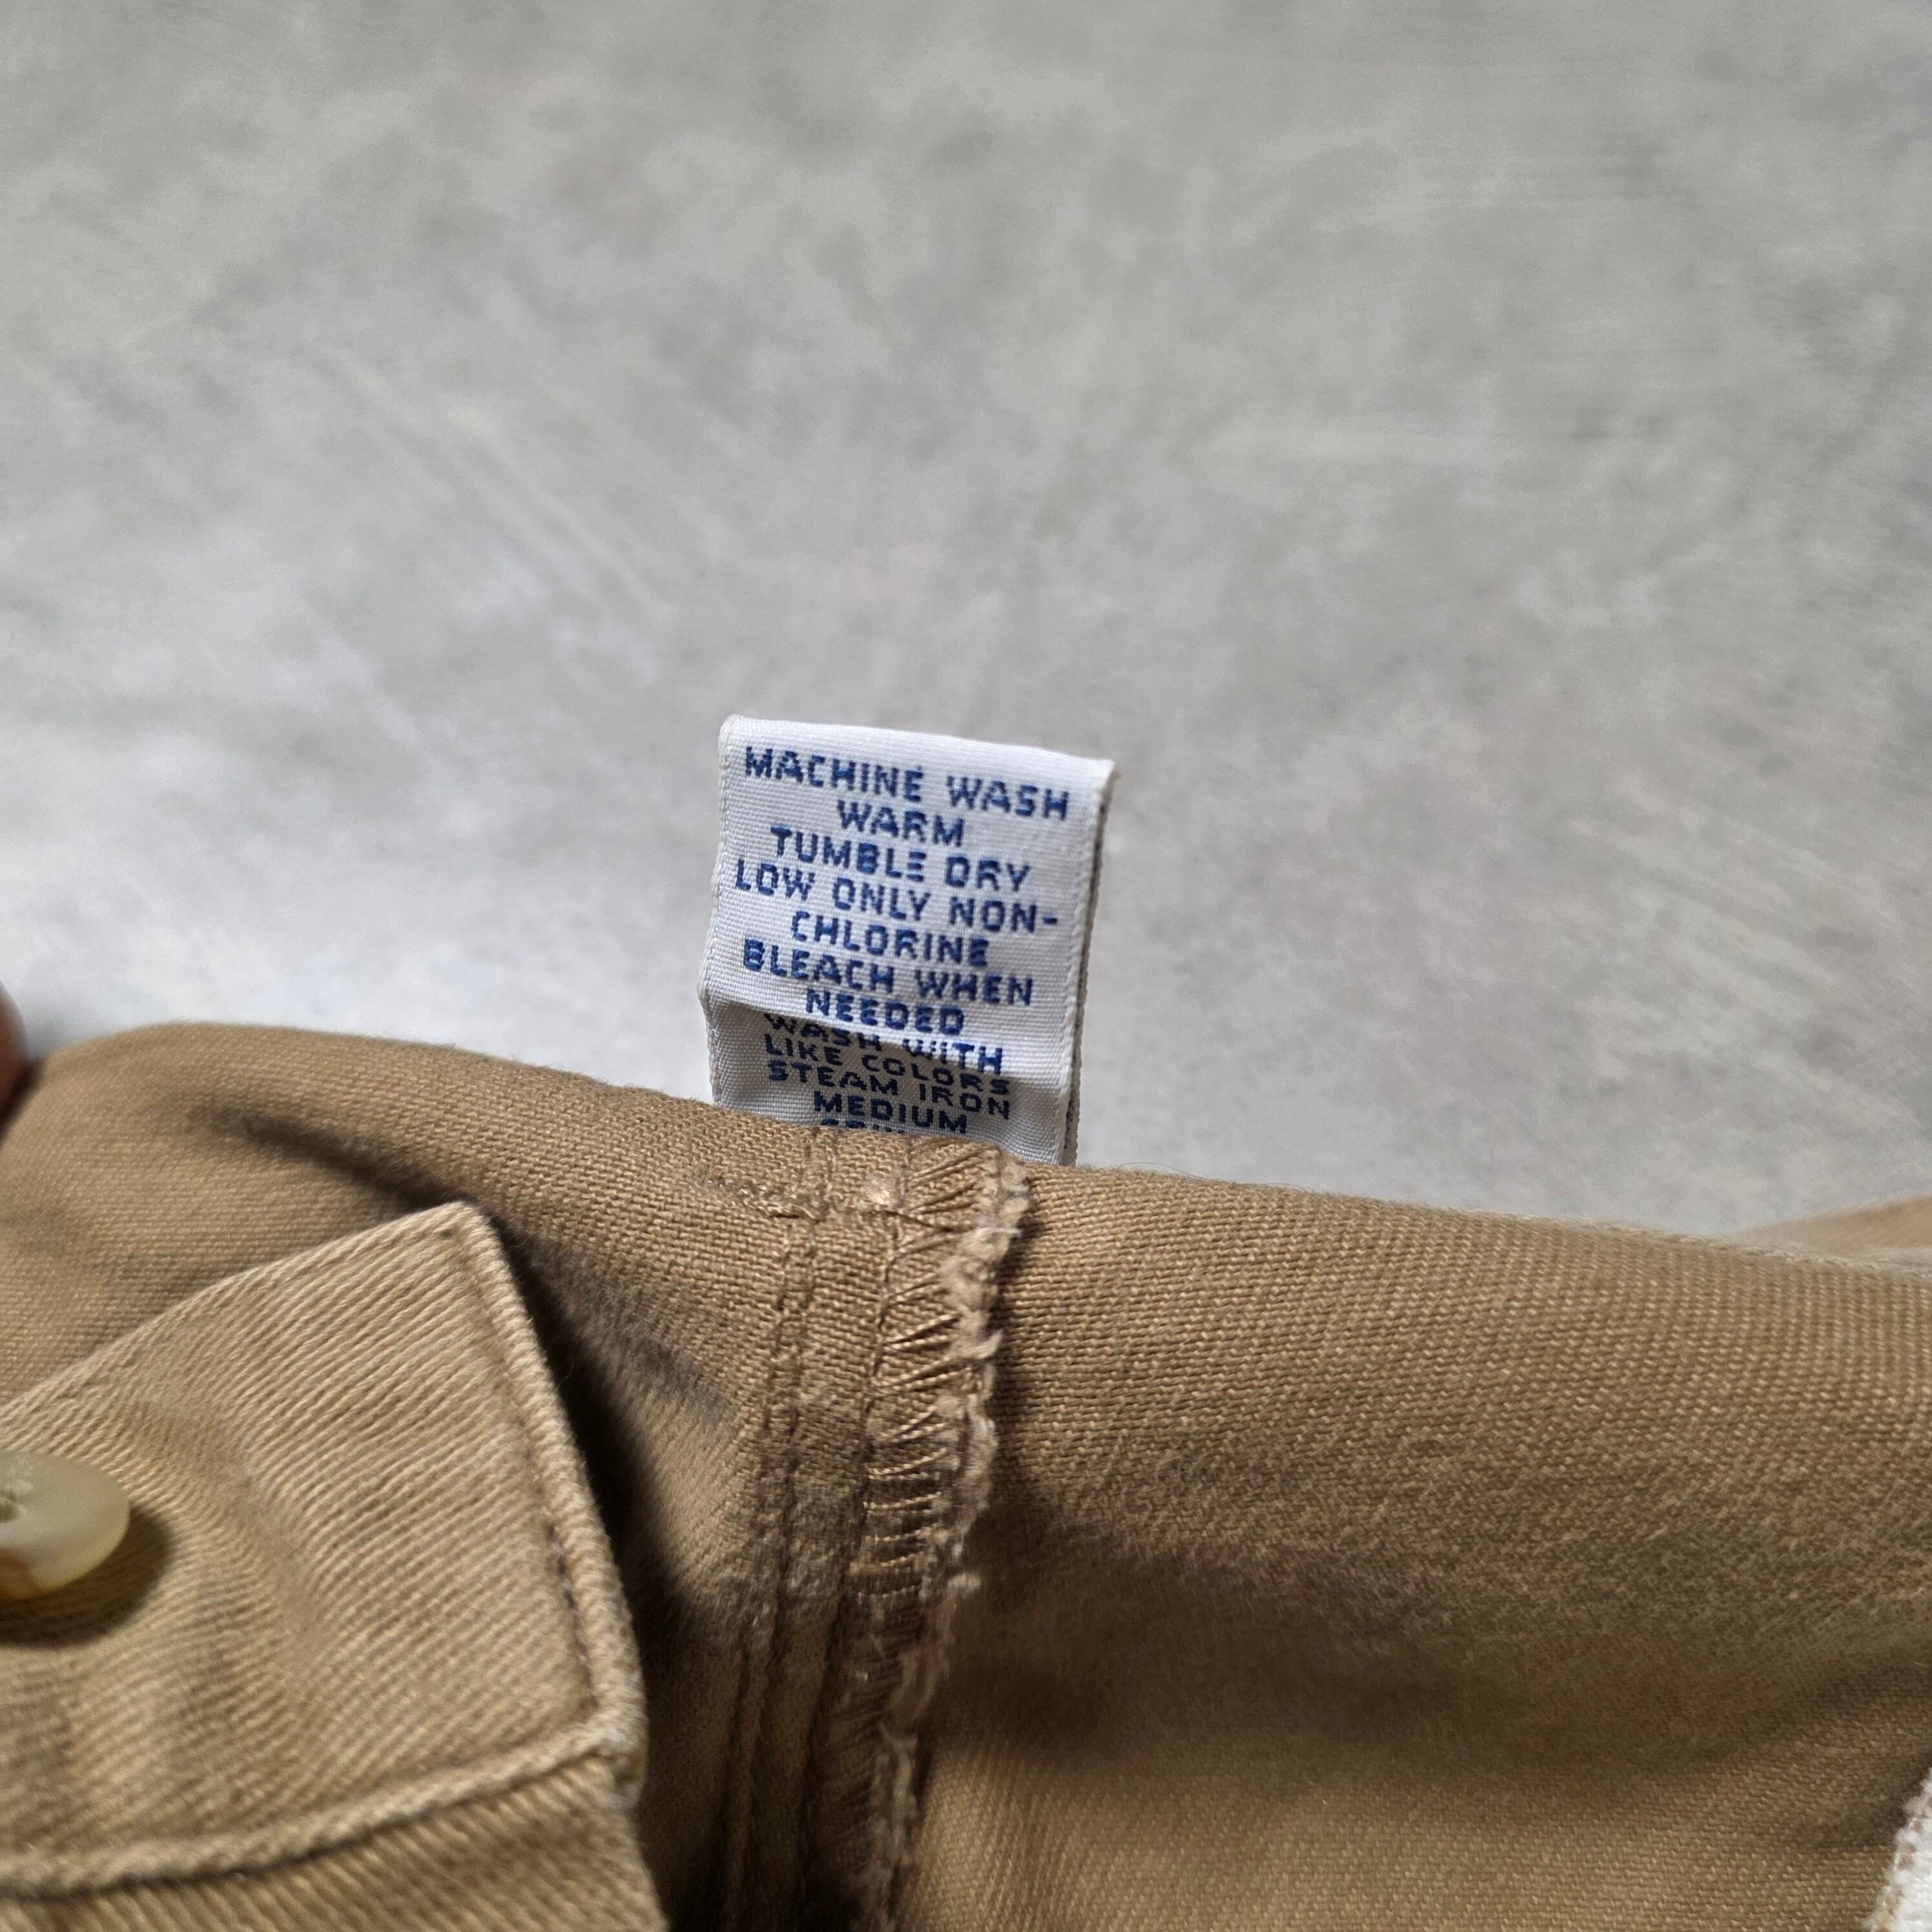 MACHINE WASH
WARM
TUMBLE DRY
LOW ONLY NON-
CHLORINE
BLEACH WHEN
NEEDED
WASH WITH
LIKE COLORS
STEAM IRON
MEDIUM